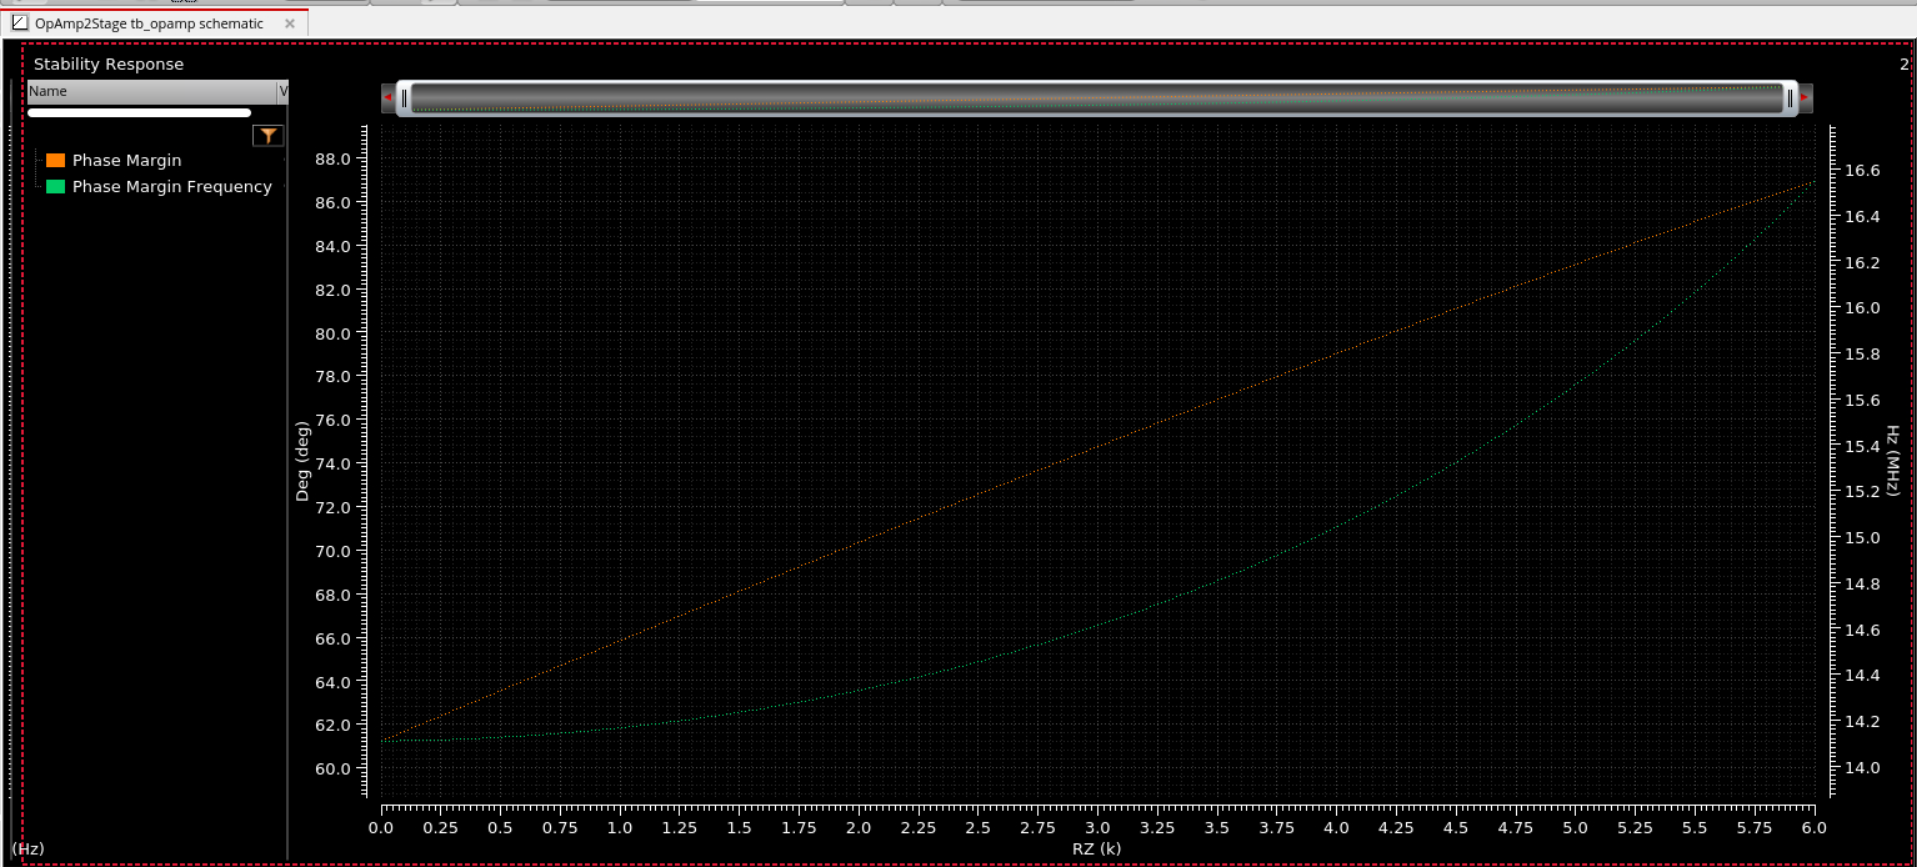 OpAmp2Stage tb_opamp schematic
Stability Response
2
Name
V
Phase Margin
Phase Margin Frequency
88.0
86.0
84.0
82.0
80.0
78.0
76.0
74.0
72.0
70.0
68.0
66.0
64.0
62.0
60.0
Deg (deg)
16.6
16.4
16.2
16.0
15.8
15.6
15.4
15.2
15.0
14.8
14.6
14.4
14.2
14.0
Hz (MHz)
0.0 0.25 0.5 0.75 1.0 1.25 1.5 1.75 2.0 2.25 2.5 2.75 3.0 3.25 3.5 3.75 4.0 4.25 4.5 4.75 5.0 5.25 5.5 5.75 6.0
RZ (k)
(Hz)